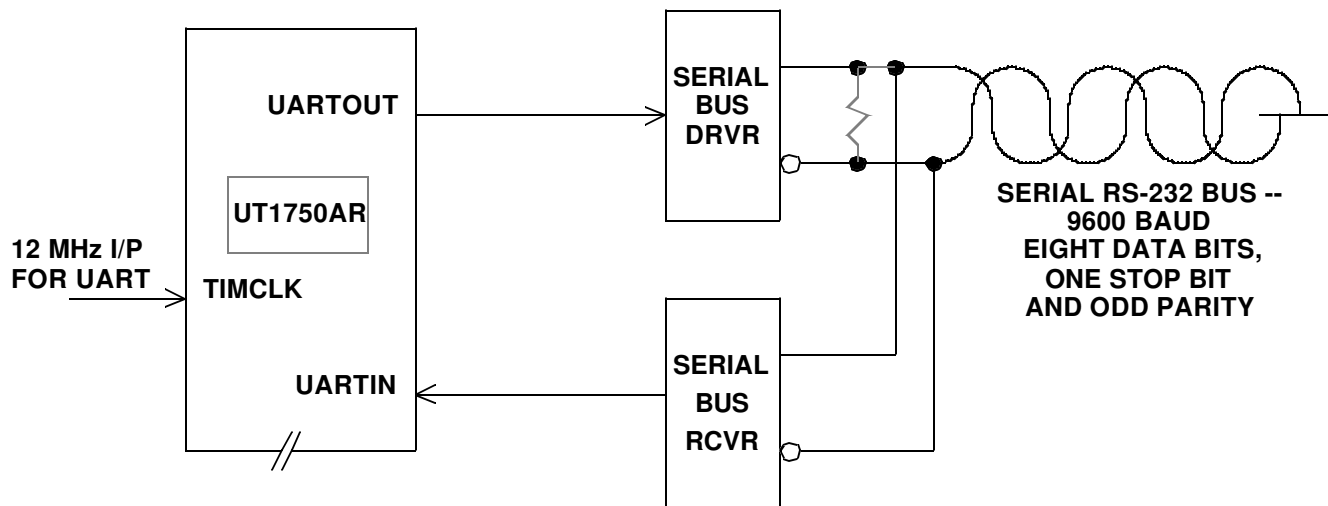 UARTOUT
UT1750AR
12 MHz I/P
FOR UART
TIMCLK
UARTIN
SERIAL
BUS
DRVR
SERIAL
BUS
RCVR
SERIAL RS-232 BUS --
9600 BAUD
EIGHT DATA BITS,
ONE STOP BIT
AND ODD PARITY